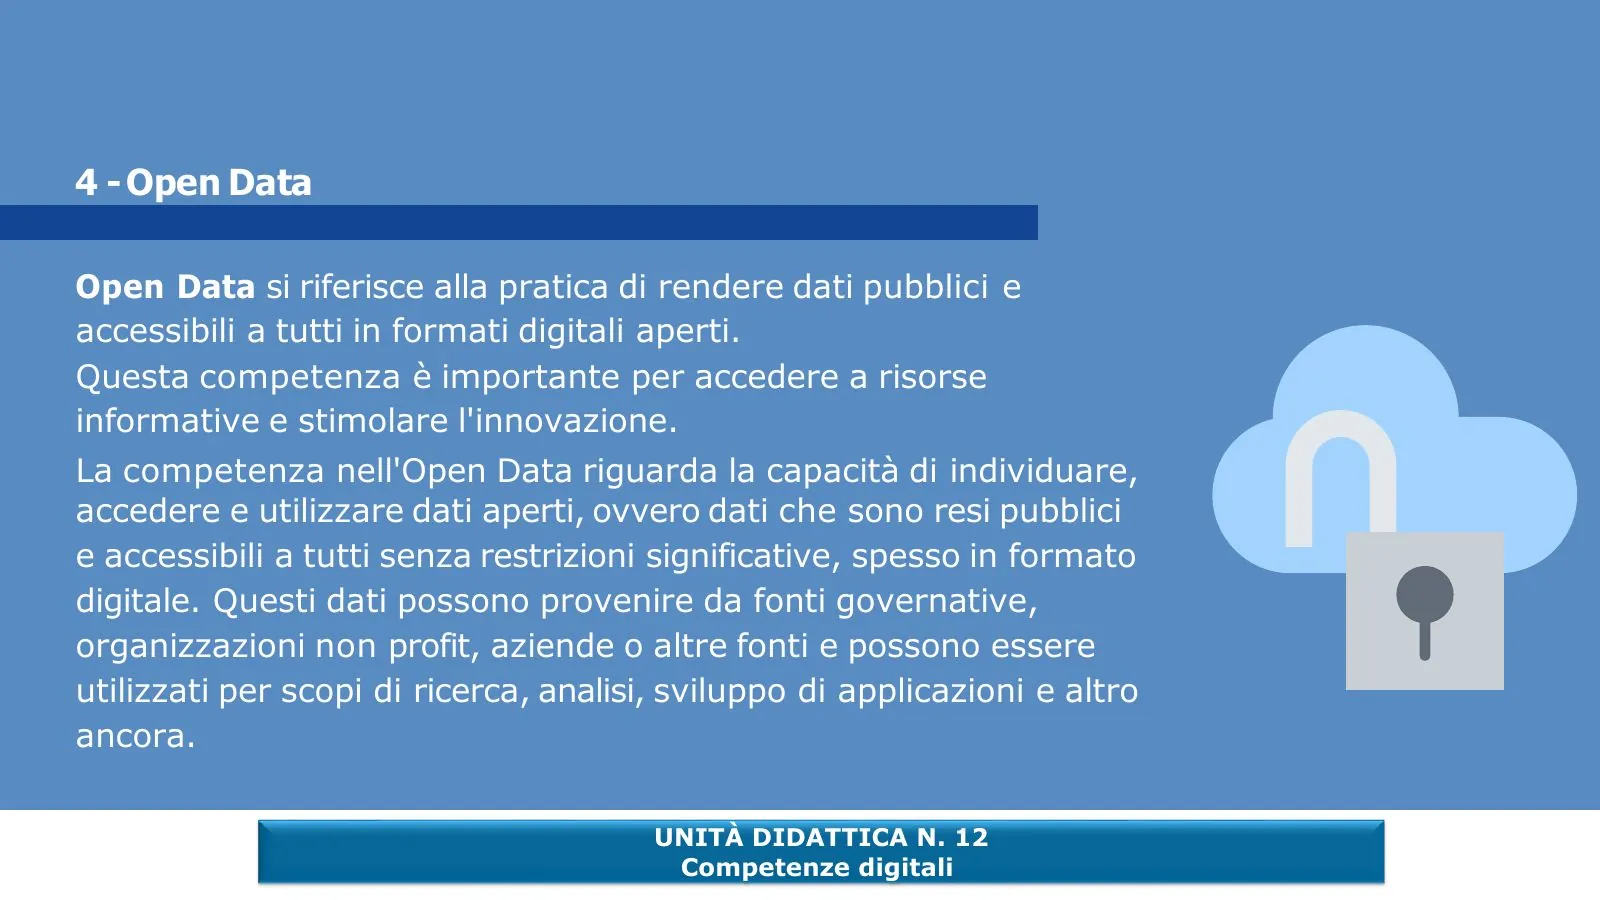 4 - Open Data
Open Data si riferisce alla pratica di rendere dati pubblici e
accessibili a tutti in formati digitali aperti.
Questa competenza è importante per accedere a risorse
informative e stimolare l'innovazione.
La competenza nell'Open Data riguarda la capacità di individuare,
accedere e utilizzare dati aperti, ovvero dati che sono resi pubblici
e accessibili a tutti senza restrizioni significative, spesso in formato
digitale. Questi dati possono provenire da fonti governative,
organizzazioni non profit, aziende o altre fonti e possono essere
utilizzati per scopi di ricerca, analisi, sviluppo di applicazioni e altro
ancora.
UNITÀ DIDATTICA N. 12
Competenze digitali